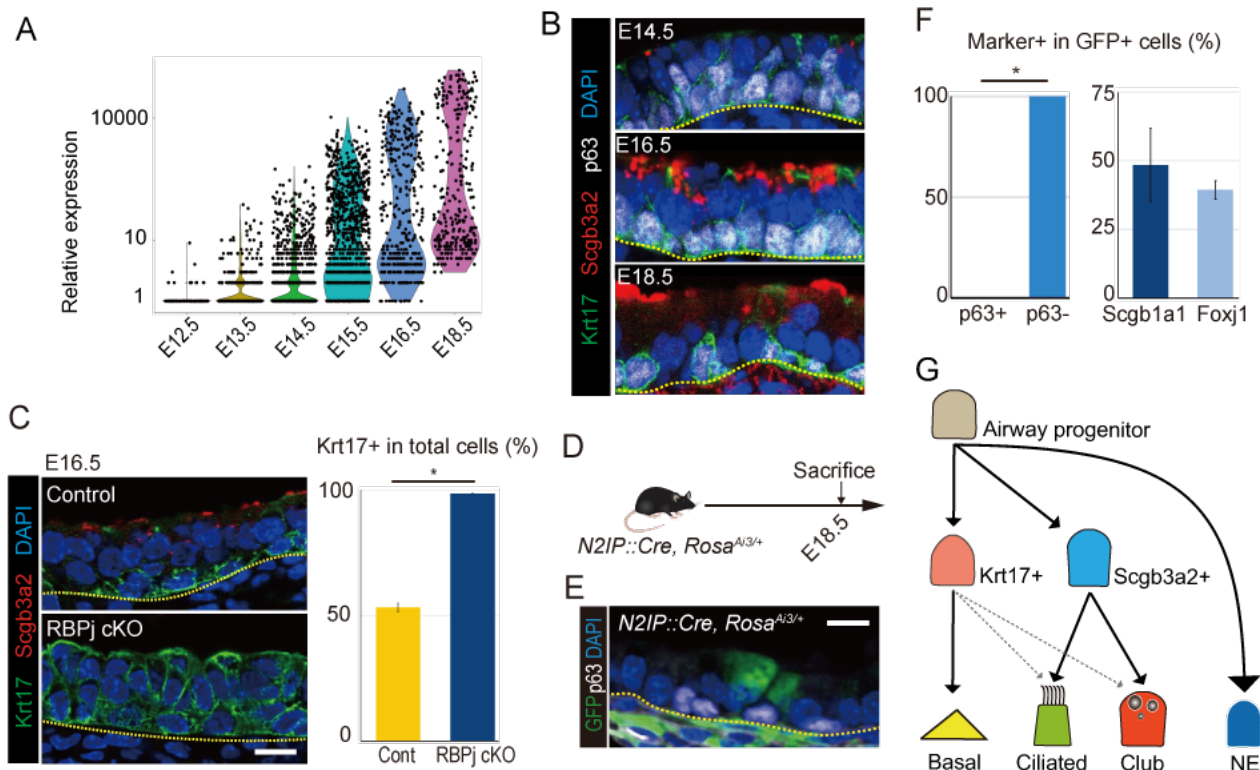 A
Relative expression
10000
10
1
E12.5
E13.5
E14.5
E15.5
E16.5
E18.5
B
Krt17 Scgb3a2 p63 DAPI
E14.5
E16.5
E18.5
C
E16.5
Krt17 Scgb3a2 DAPI
Control
RBPj cKO
Krt17+ in total cells (%)
*
100
50
0
Cont
RBPj cKO
D
Sacrifice
N2IP::Cre, Rosa^Ai3/+
E18.5
E
GFP p63 DAPI
N2IP::Cre, Rosa^Ai3/+
F
Marker+ in GFP+ cells (%)
*
100
50
0
p63+
p63-
75
50
25
0
Scgb1a1
Foxj1
G
Airway progenitor
Krt17+
Scgb3a2+
Basal
Ciliated
Club
NE